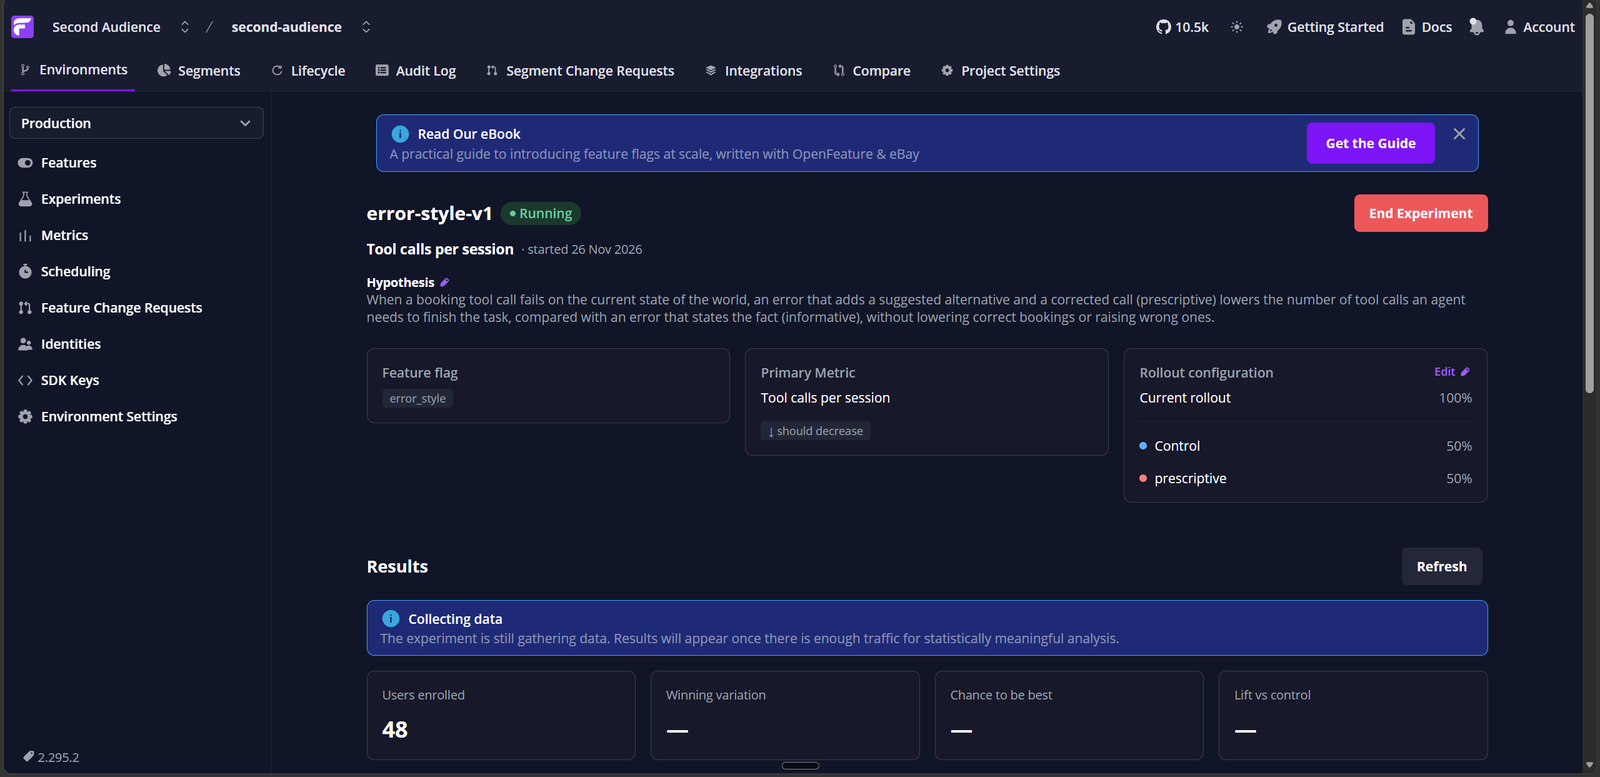 Second Audience / second-audience
10.5k Getting Started Docs Account
Environments Segments Lifecycle Audit Log Segment Change Requests Integrations Compare Project Settings
Production
Features
Experiments
Metrics
Scheduling
Feature Change Requests
Identities
SDK Keys
Environment Settings
2.295.2
Read Our eBook
A practical guide to introducing feature flags at scale, written with OpenFeature & eBay
Get the Guide
error-style-v1 Running
End Experiment
Tool calls per session · started 26 Nov 2026
Hypothesis
When a booking tool call fails on the current state of the world, an error that adds a suggested alternative and a corrected call (prescriptive) lowers the number of tool calls an agent
needs to finish the task, compared with an error that states the fact (informative), without lowering correct bookings or raising wrong ones.
Feature flag
error_style
Primary Metric
Tool calls per session
↓ should decrease
Rollout configuration Edit
Current rollout 100%
Control 50%
prescriptive 50%
Results
Refresh
Collecting data
The experiment is still gathering data. Results will appear once there is enough traffic for statistically meaningful analysis.
Users enrolled
48
Winning variation
—
Chance to be best
—
Lift vs control
—